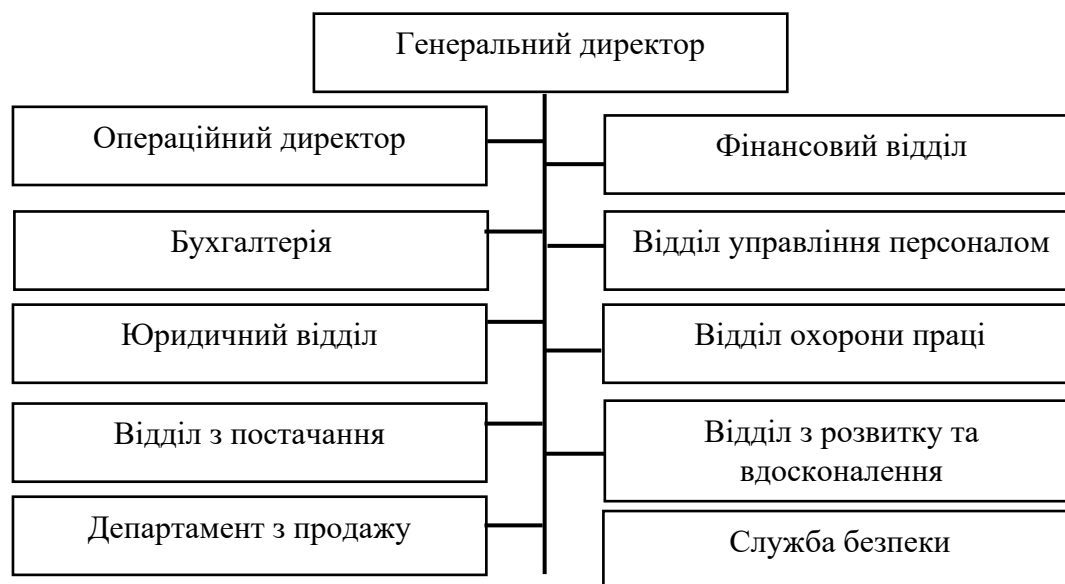 Генеральний директор
Операційний директор
Фінансовий відділ
Бухгалтерія
Відділ управління персоналом
Юридичний відділ
Відділ охорони праці
Відділ з постачання
Відділ з розвитку та
вдосконалення
Департамент з продажу
Служба безпеки